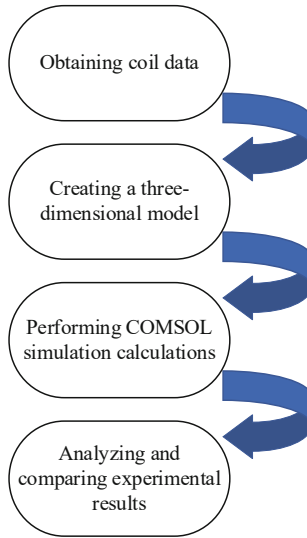 Obtaining coil data
Creating a three-
dimensional model
Performing COMSOL
simulation calculations
Analyzing and
comparing experimental
results